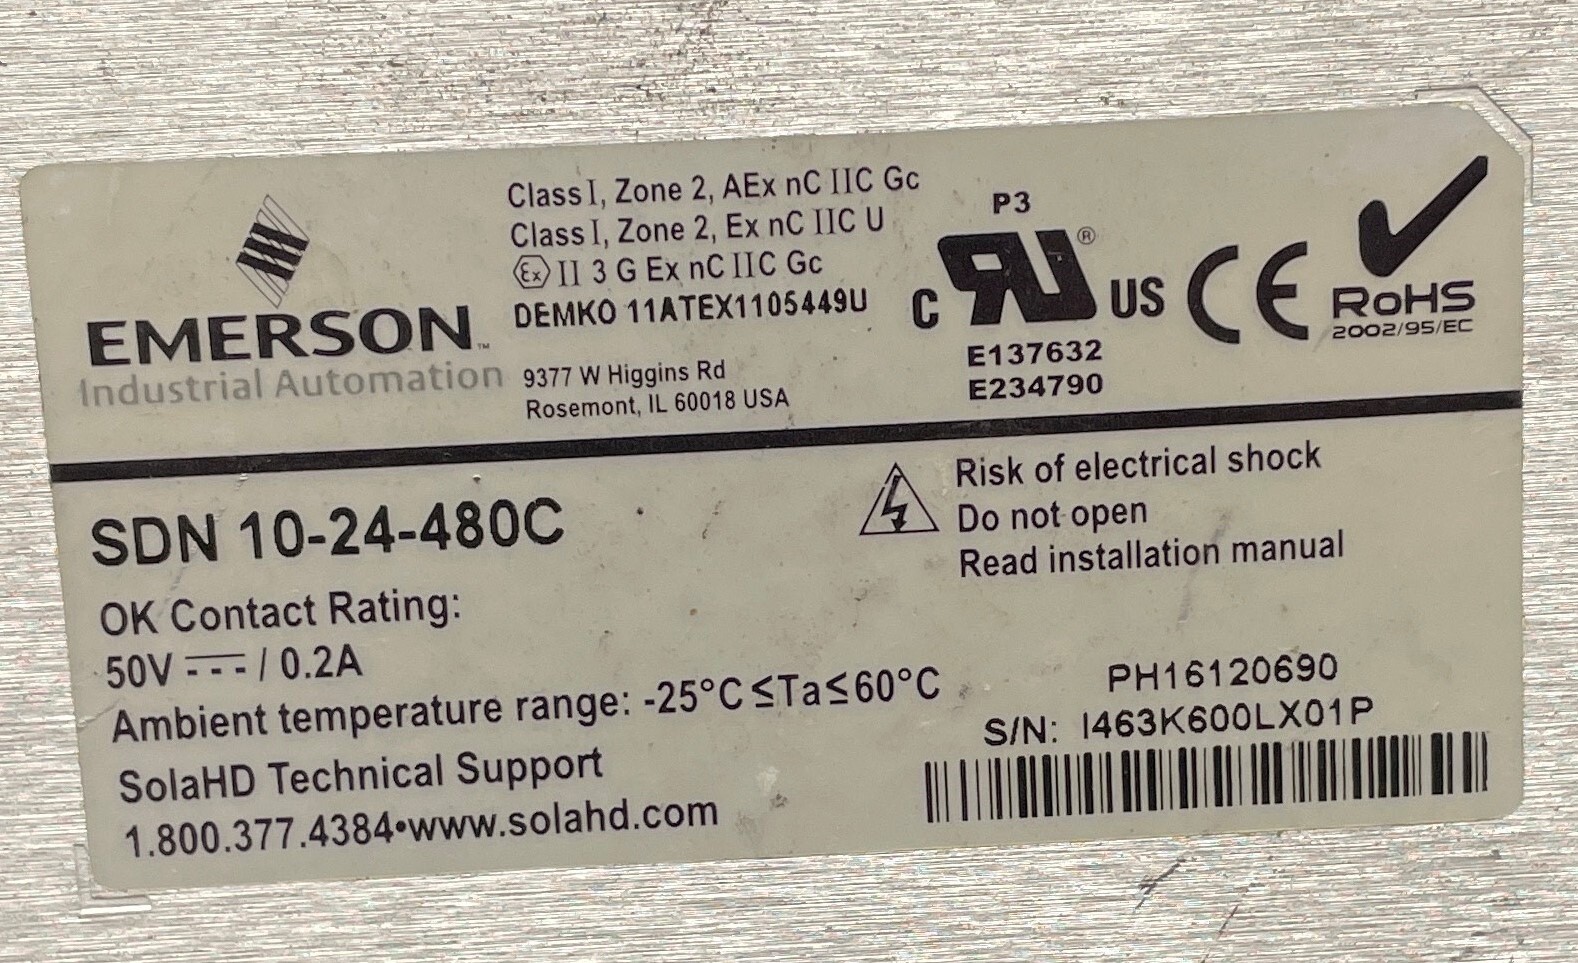 EMERSON™
Industrial Automation
Class I, Zone 2, AEx nC IIC Gc
Class I, Zone 2, Ex nC IIC U
Ex II 3 G Ex nC IIC Gc
DEMKO 11ATEX1105449U
9377 W Higgins Rd
Rosemont, IL 60018 USA
P3
C RU® US CE
E137632
E234790
RoHS
2002/95/EC
SDN 10-24-480C
OK Contact Rating:
50V ⎓ / 0.2A
Ambient temperature range: -25°C ≤Ta≤ 60°C
SolaHD Technical Support
1.800.377.4384•www.solahd.com
Risk of electrical shock
Do not open
Read installation manual
PH16120690
S/N: I463K600LX01P